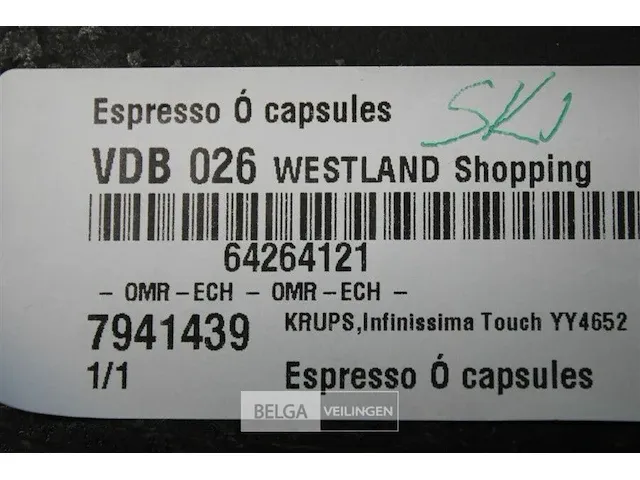 Espresso Ó capsules
SKJ
VDB 026 WESTLAND Shopping
64264121
- OMR-ECH - OMR-ECH -
7941439 KRUPS,Infinissima Touch YY4652
1/1 Espresso Ó capsules
BELGA VEILINGEN